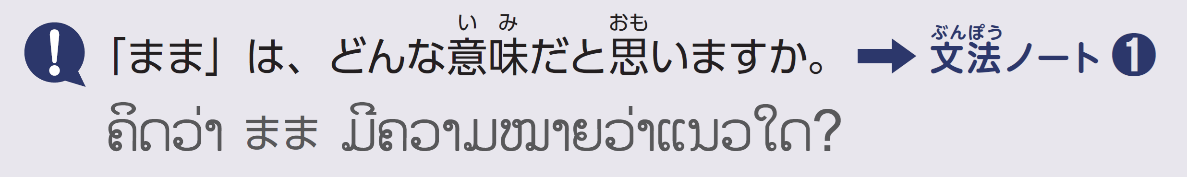 「まま」は、どんな意味だと思いますか。 ➡ 文法ノート ❶
ຄິດວ່າ まま ມີຄວາມໝາຍວ່າແນວໃດ?